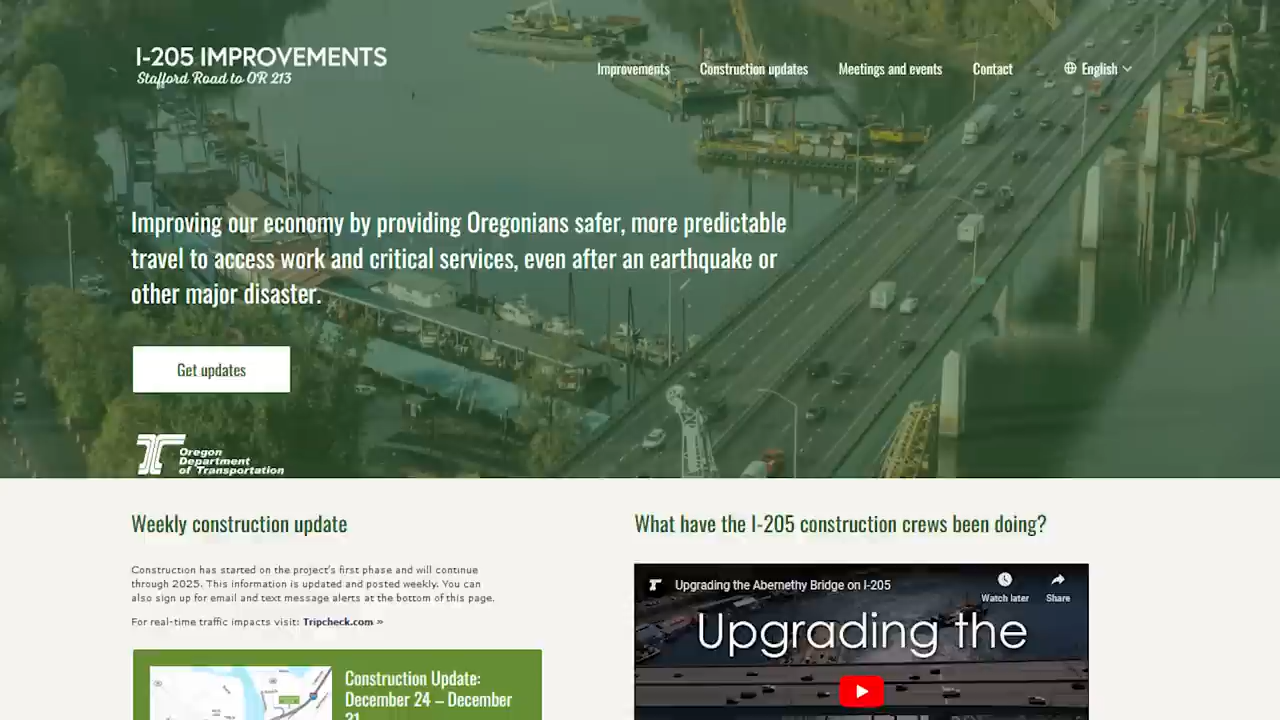 I-205 IMPROVEMENTS
Stafford Road to OR 213
Improvements
Construction updates
Meetings and events
Contact
English
Improving our economy by providing Oregonians safer, more predictable
travel to access work and critical services, even after an earthquake or
other major disaster.
Get updates
Oregon
Department
of Transportation
Weekly construction update
Construction has started on the project's first phase and will continue
through 2025. This information is updated and posted weekly. You can
also sign up for email and text message alerts at the bottom of this page.
For real-time traffic impacts visit: Tripcheck.com »
Construction Update:
December 24 – December
31
What have the I-205 construction crews been doing?
Upgrading the Abernethy Bridge on I-205
Watch later
Share
Upgrading the